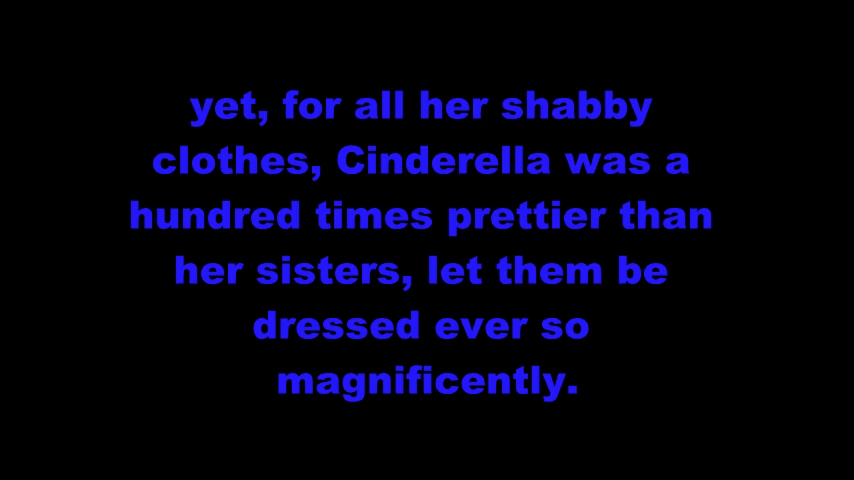 yet, for all her shabby
clothes, Cinderella was a
hundred times prettier than
her sisters, let them be
dressed ever so
magnificently.